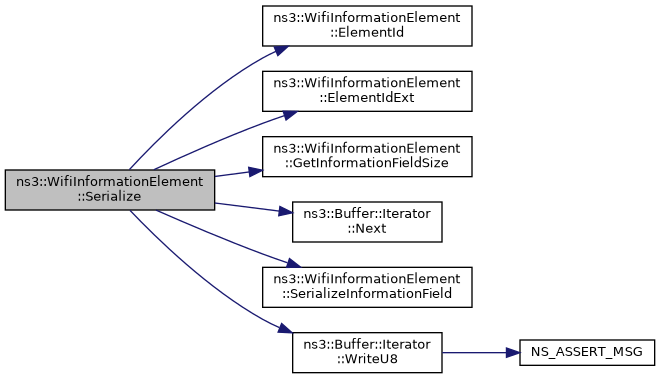 ns3::WifiInformationElement
::ElementId
ns3::WifiInformationElement
::ElementIdExt
ns3::WifiInformationElement
::GetInformationFieldSize
ns3::WifiInformationElement
::Serialize
ns3::Buffer::Iterator
::Next
ns3::WifiInformationElement
::SerializeInformationField
ns3::Buffer::Iterator
::WriteU8
NS_ASSERT_MSG